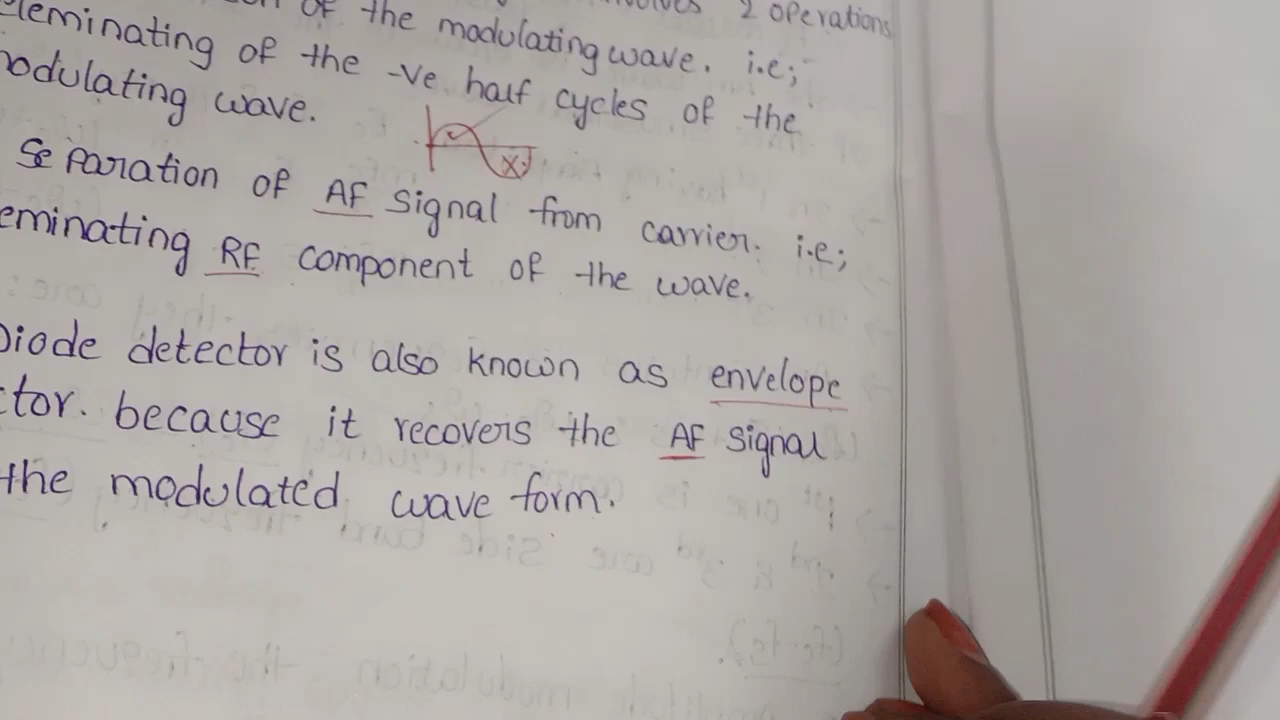 of the modulating wave. i.e;
eleminating of the -ve half cycles of the
modulating wave.
x
Separation of AF signal from carrier. i.e;
eminating RF component of the wave.
Diode detector is also known as envelope
ctor. because it recovers the AF signal
the modulated wave form.
2 operations